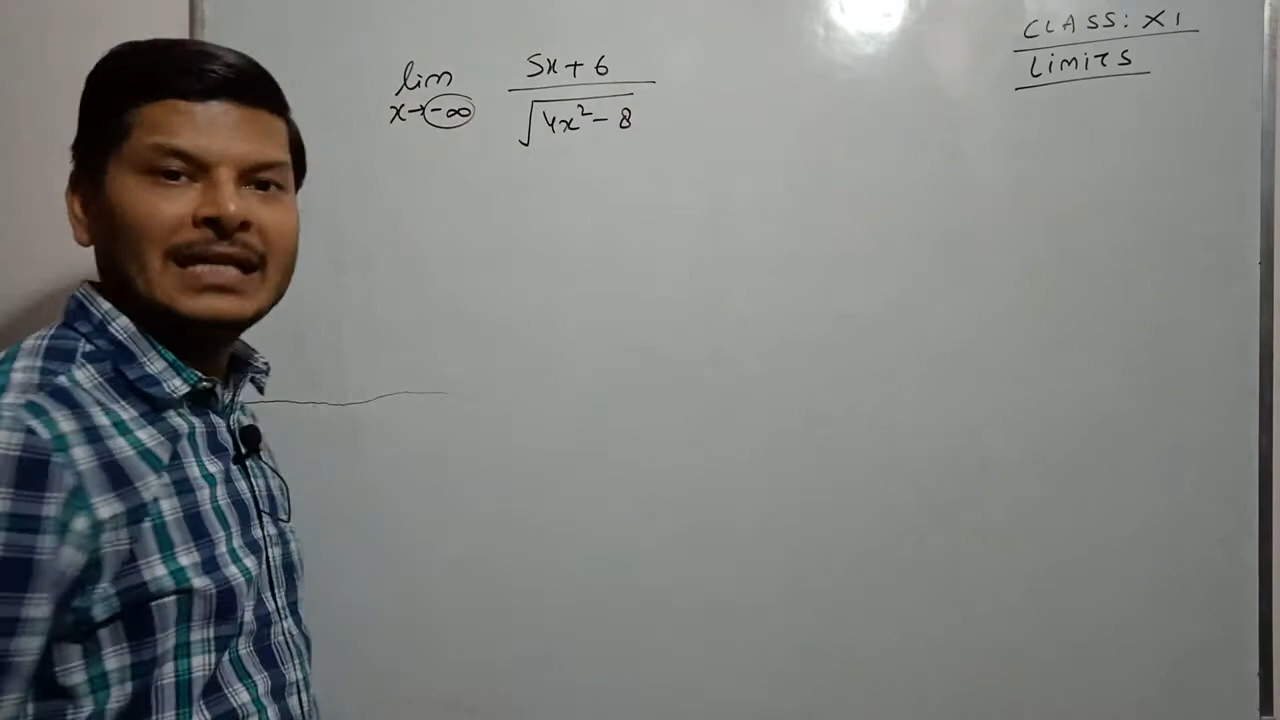 CLASS: XI
LIMITS
lim x→-∞ (5x + 6)/√(4x² - 8)